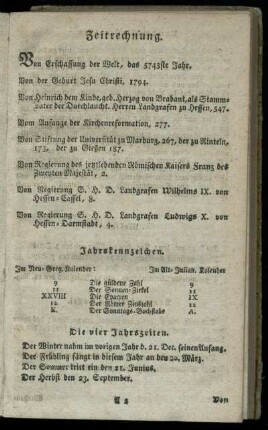 Zeitrechnung.
Von Erschaffung der Welt, das 5743ste Jahr.
Von der Geburt Jesu Christi, 1794.
Von Heinrich dem Kinde, geb. Herzog von Brabant, als Stamm-
vater der Durchlaucht. Herren Landgrafen zu Hessen, 547.
Vom Anfange der Kirchenreformation, 277.
Von Stiftung der Universität zu Marburg, 267, der zu Rinteln,
173, der zu Gießen 187.
Von Regierung des jetztlebenden Römischen Kaisers Franz des
Zweyten Majestät, 2.
Von Regierung S. H. D. Landgrafen Wilhelms IX. von
Hessen-Cassel, 8.
Von Regierung S. H. D. Landgrafen Ludwigs X. von
Hessen-Darmstadt, 4.
Jahrskennzeichen.
Im Neu-Greg. Kalender: Im Alt-Julian. Kalender
9 Die güldene Zahl 9
11 Der Sonnen-Zirkel 11
XXVIII Die Epacten IX
12 Der Römer Zinszahl 12
E. Der Sonntags-Buchstabe A.
Die vier Jahrszeiten.
Der Winter nahm im vorigen Jahr d. 21. Dec. seinen Anfang.
Der Frühling fängt in diesem Jahr an den 20. März.
Der Sommer tritt ein den 21. Junius.
Der Herbst den 23. September.
A 2 Von